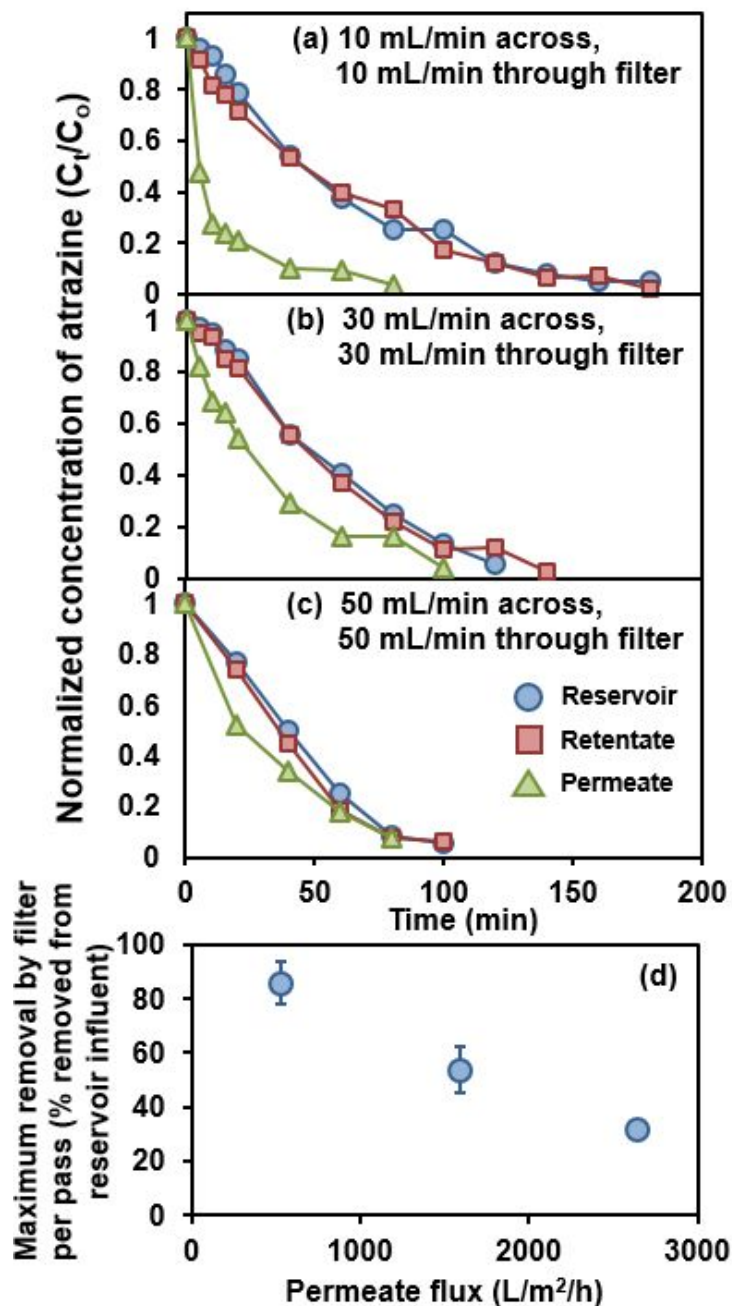 Normalized concentration of atrazine (Cₜ/Cₒ)
(a) 10 mL/min across,
10 mL/min through filter
1
0.8
0.6
0.4
0.2
0
(b) 30 mL/min across,
30 mL/min through filter
1
0.8
0.6
0.4
0.2
0
(c) 50 mL/min across,
50 mL/min through filter
1
0.8
0.6
0.4
0.2
0
Reservoir
Retentate
Permeate
0 50 100 150 200
Time (min)
Maximum removal by filter
per pass (% removed from
reservoir influent)
(d)
100
80
60
40
20
0
0 1000 2000 3000
Permeate flux (L/m²/h)